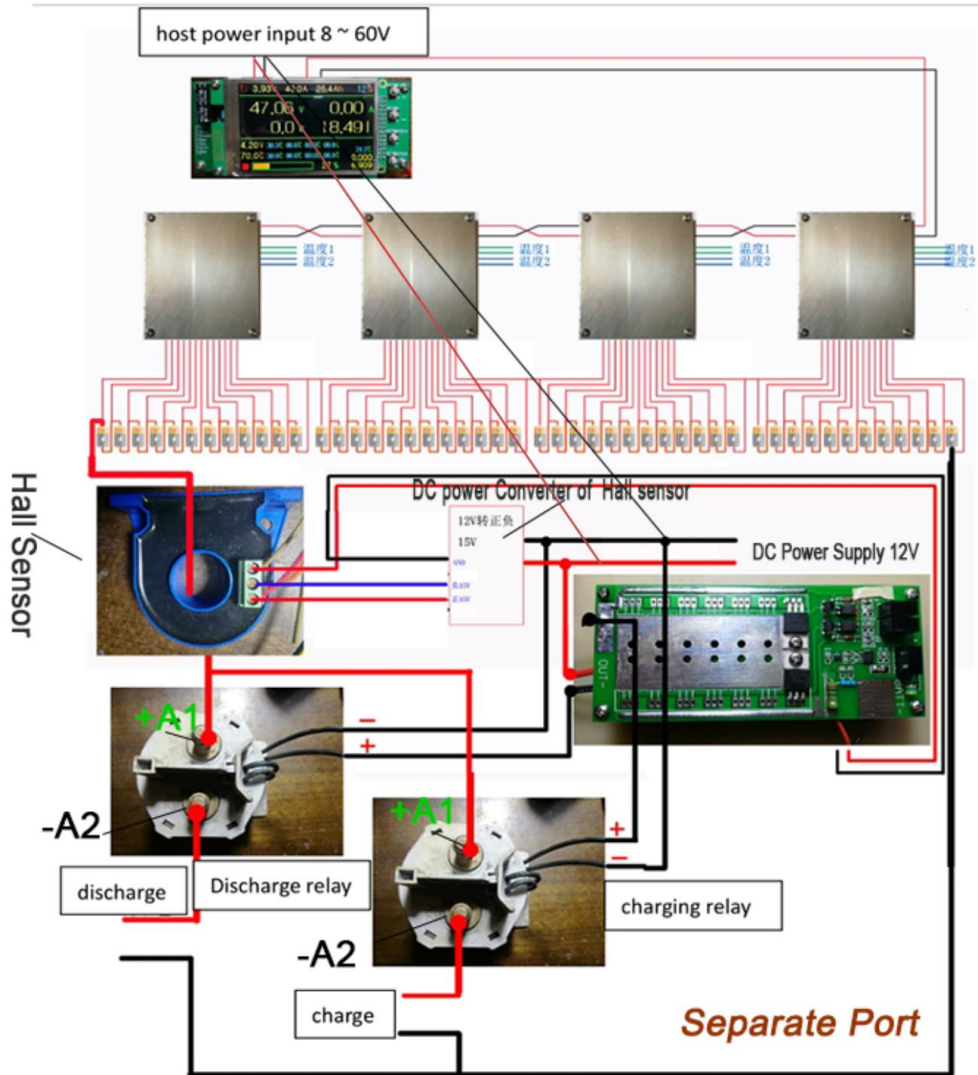 host power input 8 ~ 60V
47.06 v 0.00 A
温度1
温度2
温度1
温度2
温度1
温度2
温度1
温度2
Hall Sensor
DC power Converter of Hall sensor
12V转正负
15V
GND
DC Power Supply 12V
OUT-
+A1
−
+
-A2
discharge
Discharge relay
+A1
+
−
-A2
charging relay
charge
Separate Port